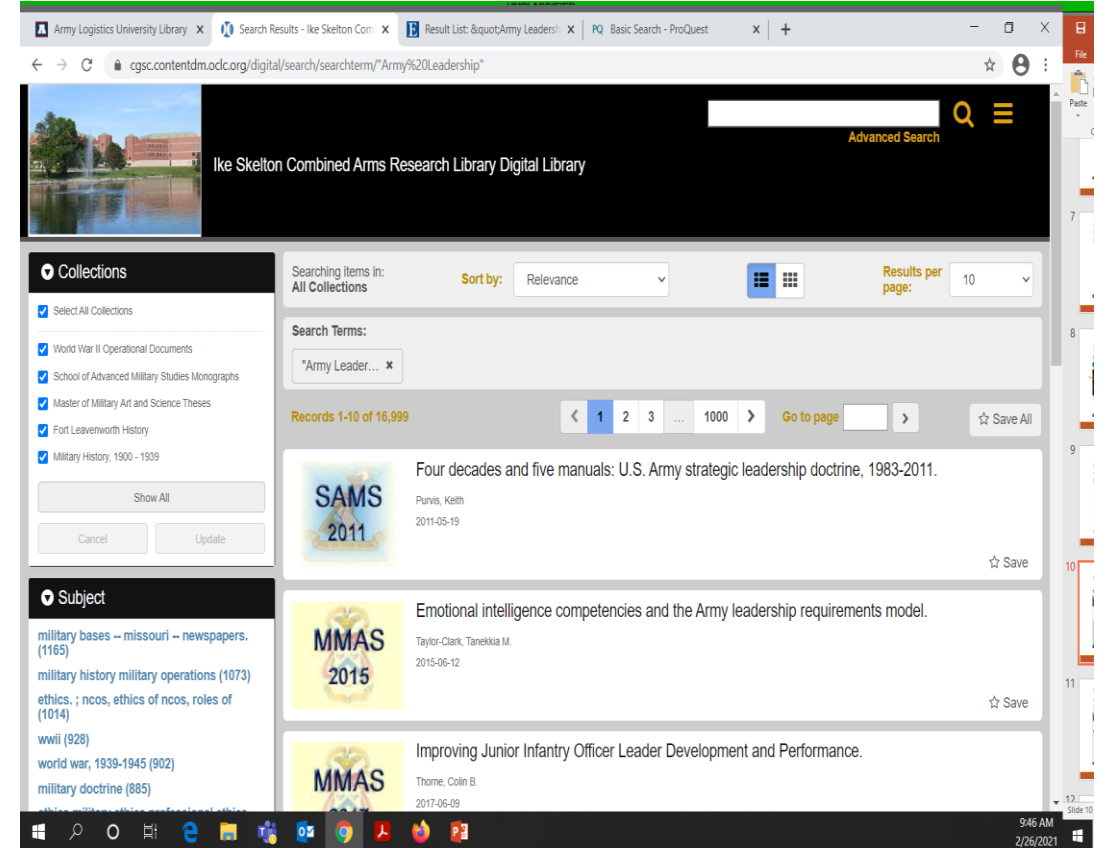 UNCLASSIFIED
Army Logistics University Library X
Search Results - Ike Skelton Com X
Result List: &quot;Army Leadersh X
PQ Basic Search - ProQuest X +
cgsc.contentdm.oclc.org/digital/search/searchterm/"Army%20Leadership"
File
Paste
Advanced Search
Ike Skelton Combined Arms Research Library Digital Library
Collections
Select All Collections
World War II Operational Documents
School of Advanced Military Studies Monographs
Master of Military Art and Science Theses
Fort Leavenworth History
Military History, 1900 - 1939
Show All
Cancel Update
Subject
military bases -- missouri -- newspapers.
(1165)
military history military operations (1073)
ethics. ; ncos, ethics of ncos, roles of
(1014)
wwii (928)
world war, 1939-1945 (902)
military doctrine (885)
Searching items in:
All Collections
Sort by: Relevance
Results per
page: 10
Search Terms:
"Army Leader... x
Records 1-10 of 16,999
1 2 3 ... 1000
Go to page
Save All
SAMS
2011
Four decades and five manuals: U.S. Army strategic leadership doctrine, 1983-2011.
Purvis, Keith
2011-05-19
Save
MMAS
2015
Emotional intelligence competencies and the Army leadership requirements model.
Taylor-Clark, Tanekkia M.
2015-06-12
Save
MMAS
2017
Improving Junior Infantry Officer Leader Development and Performance.
Thorne, Colin B.
2017-06-09
7
8
9
10
11
12
Slide 10
9:46 AM
2/26/2021